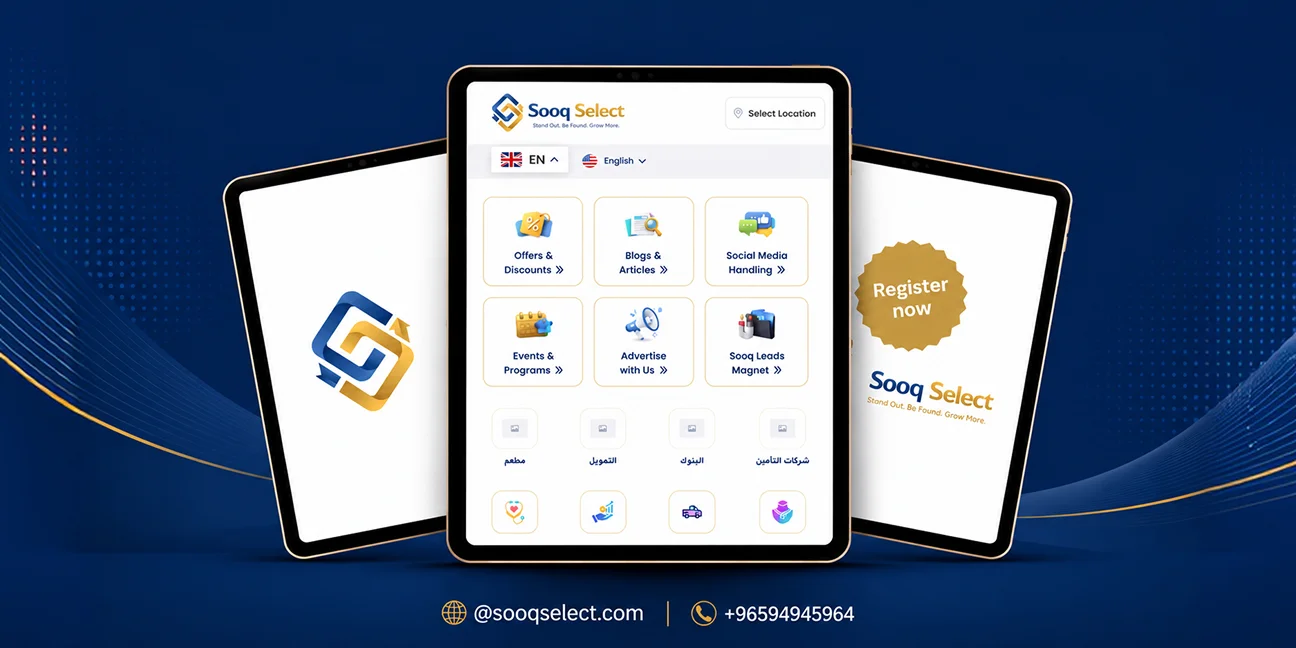 Sooq Select
Stand Out. Be Found. Grow More.
Select Location
EN
English
Offers &
Discounts »
Blogs &
Articles »
Social Media
Handling »
Events &
Programs »
Advertise
with Us »
Sooq Leads
Magnet »
مطعم
التمويل
البنوك
شركات التأمين
Register
now
Sooq Select
Stand Out. Be Found. Grow More.
@sooqselect.com
+96594945964